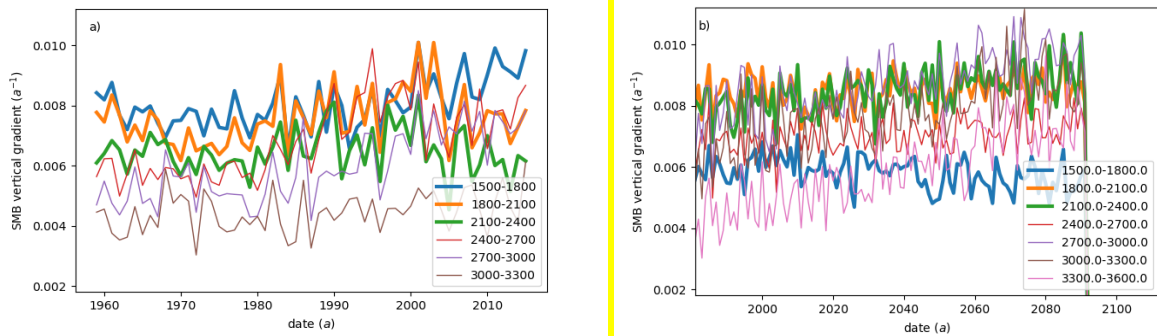 a)
SMB vertical gradient (a⁻¹)
0.010
0.008
0.006
0.004
0.002
1500-1800
1800-2100
2100-2400
2400-2700
2700-3000
3000-3300
1960 1970 1980 1990 2000 2010
date (a)
b)
SMB vertical gradient (a⁻¹)
0.010
0.008
0.006
0.004
0.002
1500.0-1800.0
1800.0-2100.0
2100.0-2400.0
2400.0-2700.0
2700.0-3000.0
3000.0-3300.0
3300.0-3600.0
2000 2020 2040 2060 2080 2100
date (a)